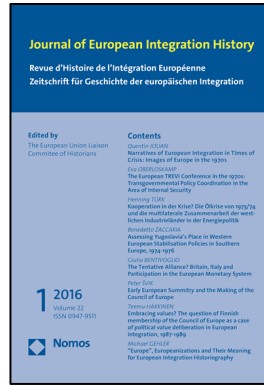 Journal of European Integration History
Revue d'Histoire de l'Intégration Européenne
Zeitschrift für Geschichte der europäischen Integration
Edited by
The European Union Liaison
Commitee of Historians
1 2016
Volume 22
ISSN 0947-9511
Nomos
Contents
Quentin JOUAN
Narratives of European Integration in Times of
Crisis: Images of Europe in the 1970s
Eva OBERLOSKAMP
The European TREVI Conference in the 1970s:
Transgovernmental Policy Coordination in the
Area of Internal Security
Henning TÜRK
Kooperation in der Krise? Die Ölkrise von 1973/74
und die multilaterale Zusammenarbeit der west-
lichen Industrieländer in der Energiepolitik
Benedetto ZACCARIA
Assessing Yugoslavia's Place in Western
European Stabilisation Policies in Southern
Europe, 1974-1976
Giulia BENTIVOGLIO
The Tentative Alliance? Britain, Italy and
Participation in the European Monetary System
Peter ŠVÍK
Early European Summitry and the Making of the
Council of Europe
Teemu HÄKKINEN
Embracing values? The question of Finnish
membership of the Council of Europe as a case
of political value deliberation in European
integration, 1987-1989
Michael GEHLER
"Europe", Europeanizations and Their Meaning
for European Integration Historiography